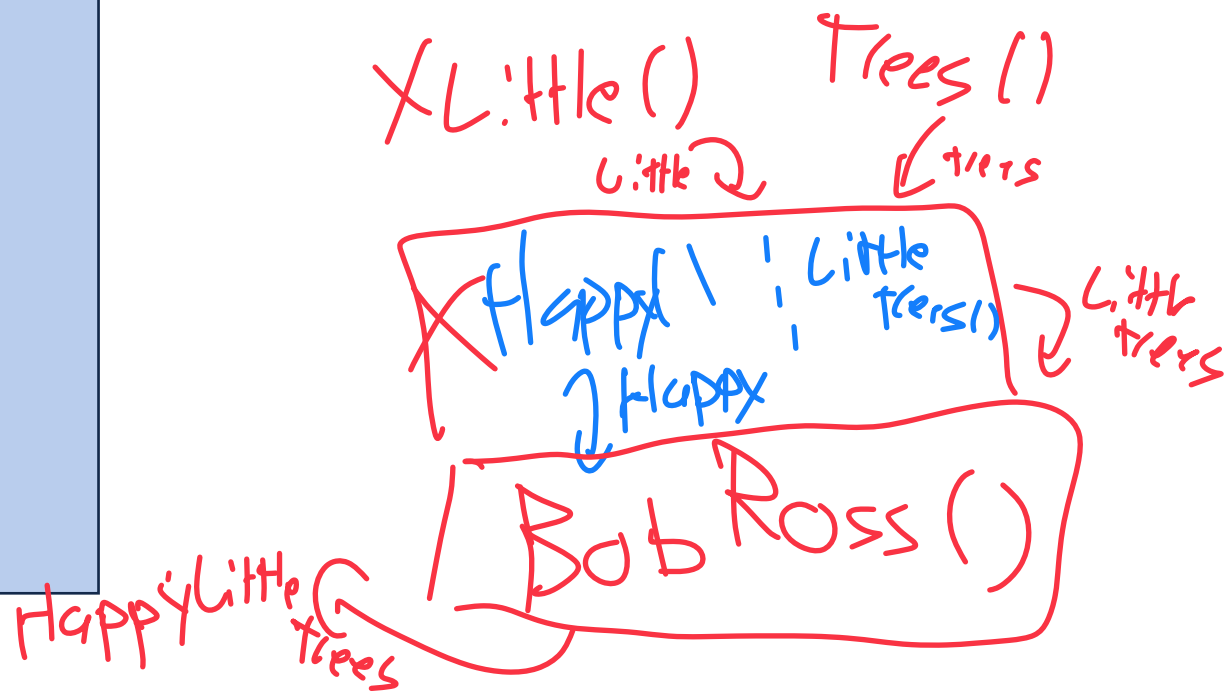 XLittle() Trees()
Little trees
XHappy() Little
trees()
Little
trees
Happy
BobRoss()
HappyLittle
trees